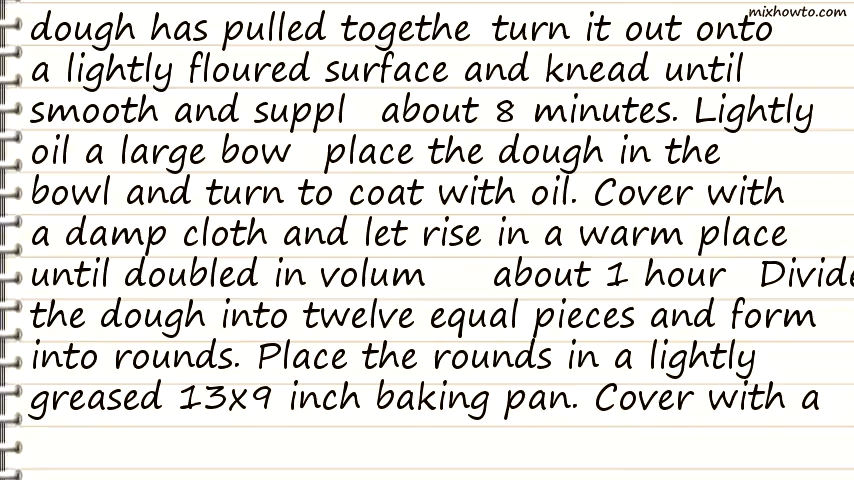 mixhowto.com
dough has pulled togethe turn it out onto
a lightly floured surface and knead until
smooth and suppl about 8 minutes. Lightly
oil a large bow place the dough in the
bowl and turn to coat with oil. Cover with
a damp cloth and let rise in a warm place
until doubled in volum about 1 hour Divide
the dough into twelve equal pieces and form
into rounds. Place the rounds in a lightly
greased 13x9 inch baking pan. Cover with a